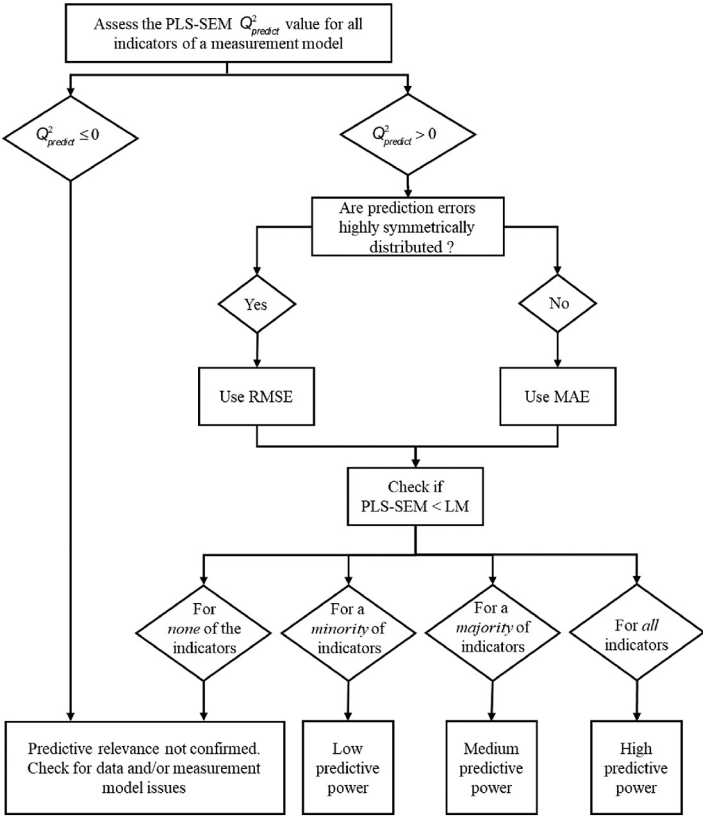 Assess the PLS-SEM Q²predict value for all
indicators of a measurement model
Q²predict ≤ 0
Q²predict > 0
Are prediction errors
highly symmetrically
distributed ?
Yes
No
Use RMSE
Use MAE
Check if
PLS-SEM < LM
For
none of the
indicators
For a
minority of
indicators
For a
majority of
indicators
For all
indicators
Predictive relevance not confirmed.
Check for data and/or measurement
model issues
Low
predictive
power
Medium
predictive
power
High
predictive
power